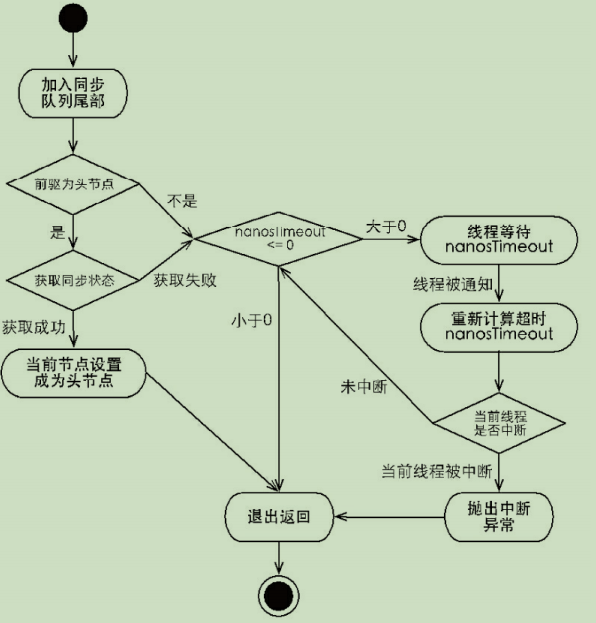 加入同步
队列尾部
前驱为头节点
不是
是
获取同步状态
获取失败
获取成功
当前节点设置
成为头节点
nanosTimeout
<= 0
大于0
小于0
线程等待
nanosTimeout
线程被通知
重新计算超时
nanosTimeout
未中断
当前线程
是否中断
当前线程被中断
抛出中断
异常
退出返回